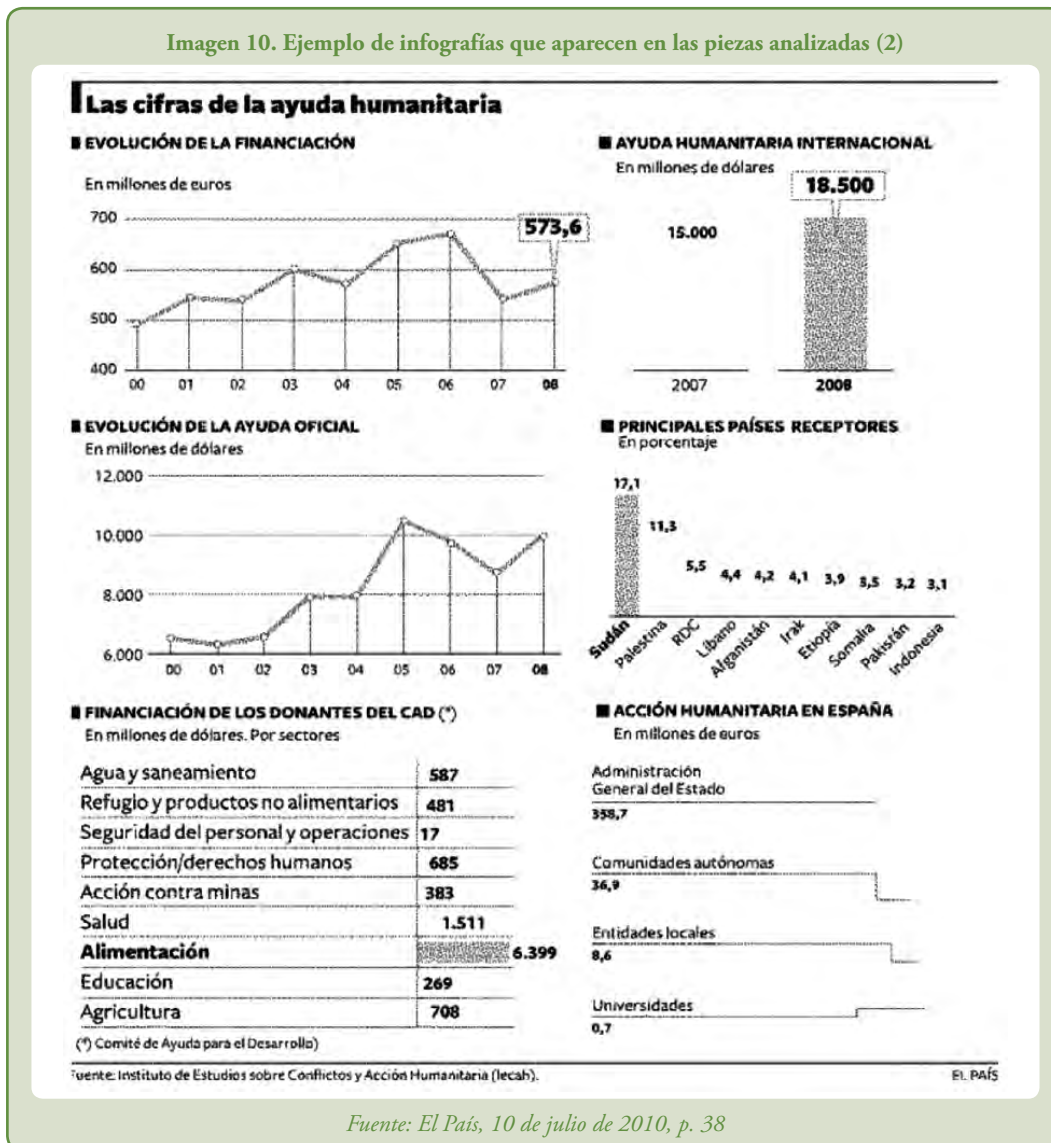 Imagen 10. Ejemplo de infografías que aparecen en las piezas analizadas (2)
Las cifras de la ayuda humanitaria
EVOLUCIÓN DE LA FINANCIACIÓN
En millones de euros
700
600
500
400
573,6
00 01 02 03 04 05 06 07 08
AYUDA HUMANITARIA INTERNACIONAL
En millones de dólares
18.500
15.000
2007 2008
EVOLUCIÓN DE LA AYUDA OFICIAL
En millones de dólares
12.000
10.000
8.000
6.000
00 01 02 03 04 05 06 07 08
PRINCIPALES PAÍSES RECEPTORES
En porcentaje
17,1 11,3 5,5 4,4 4,2 4,1 3,9 3,5 3,2 3,1
Sudán Palestina RDC Líbano Afganistán Irak Etiopía Somalia Pakistán Indonesia
FINANCIACIÓN DE LOS DONANTES DEL CAD (*)
En millones de dólares. Por sectores
Agua y saneamiento 587
Refugio y productos no alimentarios 481
Seguridad del personal y operaciones 17
Protección/derechos humanos 685
Acción contra minas 383
Salud 1.511
Alimentación 6.399
Educación 269
Agricultura 708
(*) Comité de Ayuda para el Desarrollo)
ACCIÓN HUMANITARIA EN ESPAÑA
En millones de euros
Administración
General del Estado
358,7
Comunidades autónomas
36,9
Entidades locales
8,6
Universidades
0,7
Fuente: Instituto de Estudios sobre Conflictos y Acción Humanitaria (Iecah).
EL PAÍS
Fuente: El País, 10 de julio de 2010, p. 38